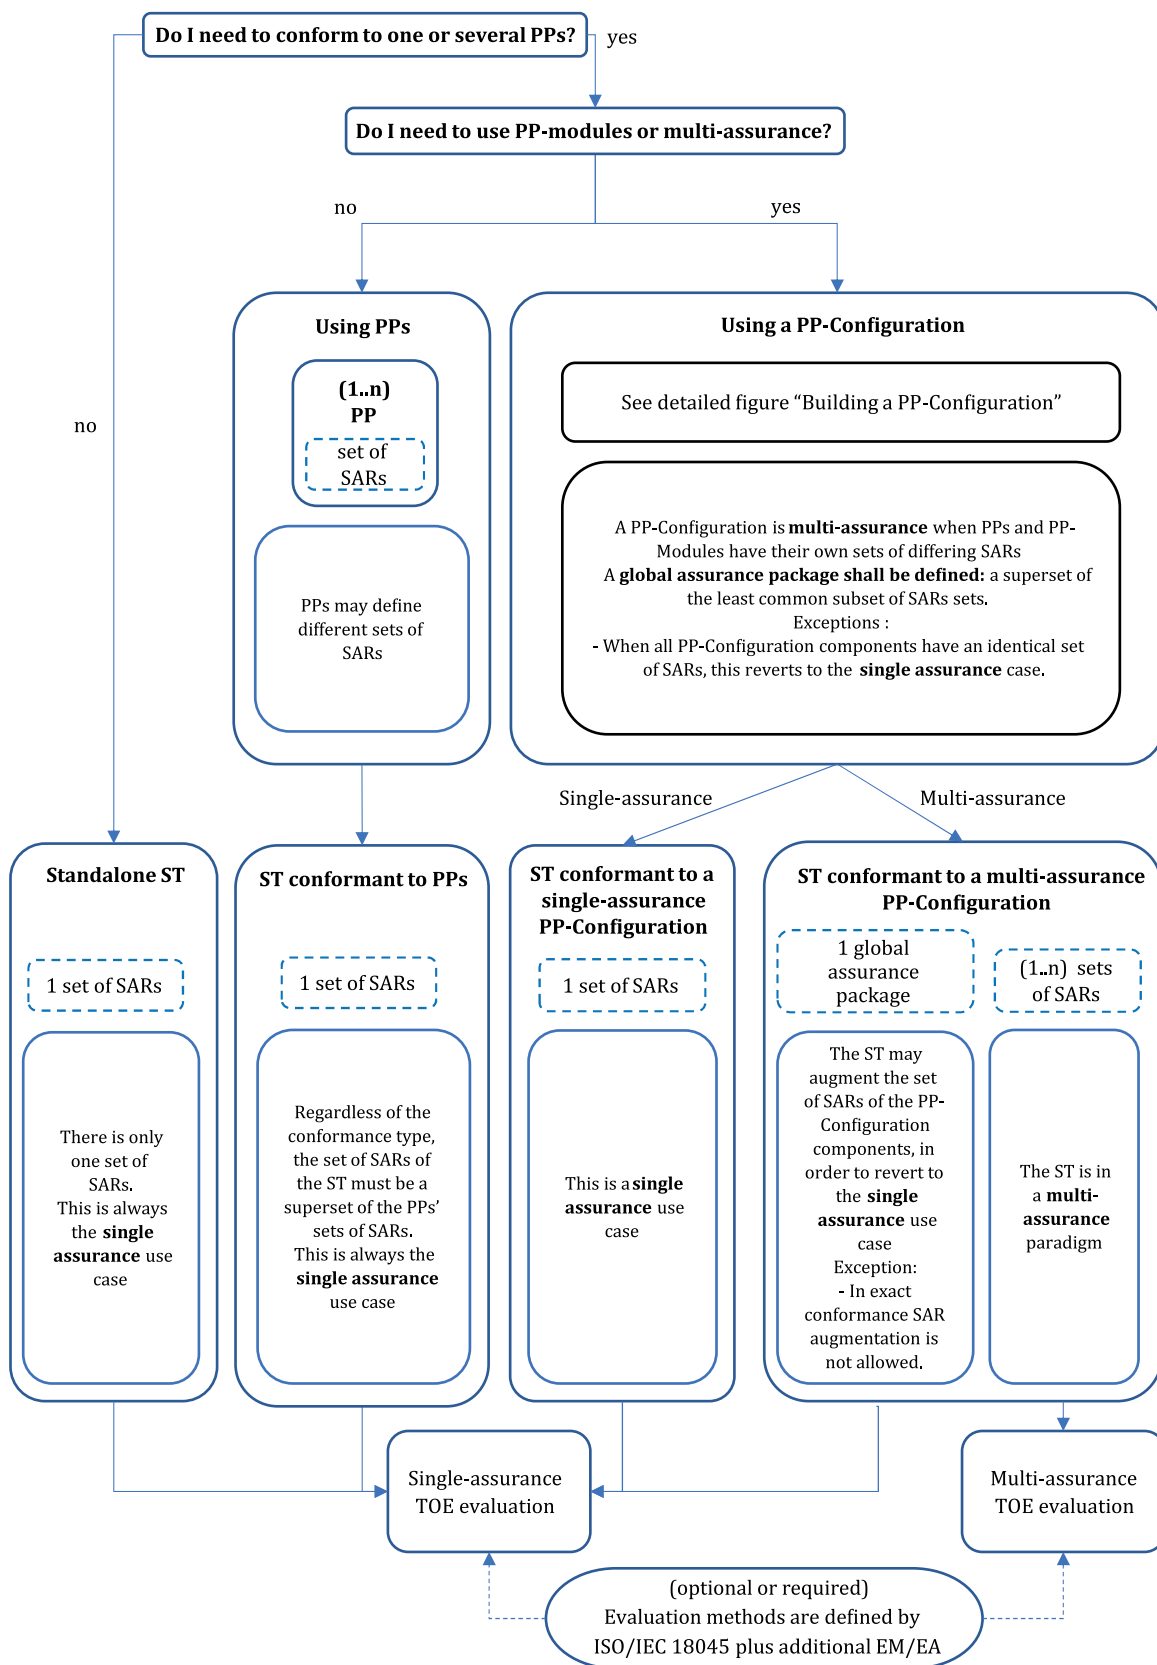 Do I need to conform to one or several PPs?
yes
Do I need to use PP-modules or multi-assurance?
no
yes
no
Using PPs
(1..n)
PP
set of
SARs
PPs may define
different sets of
SARs
Using a PP-Configuration
See detailed figure “Building a PP-Configuration”
A PP-Configuration is multi-assurance when PPs and PP-
Modules have their own sets of differing SARs
A global assurance package shall be defined: a superset of
the least common subset of SARs sets.
Exceptions :
- When all PP-Configuration components have an identical set
of SARs, this reverts to the single assurance case.
Single-assurance
Multi-assurance
Standalone ST
1 set of SARs
There is only
one set of
SARs.
This is always
the single
assurance use
case
ST conformant to PPs
1 set of SARs
Regardless of the
conformance type,
the set of SARs of
the ST must be a
superset of the PPs’
sets of SARs.
This is always the
single assurance
use case
ST conformant to a
single-assurance
PP-Configuration
1 set of SARs
This is a single
assurance use
case
ST conformant to a multi-assurance
PP-Configuration
1 global
assurance
package
(1..n) sets
of SARs
The ST may
augment the set
of SARs of the PP-
Configuration
components, in
order to revert to
the single
assurance use
case
Exception:
- In exact
conformance SAR
augmentation is
not allowed.
The ST is in
a multi-
assurance
paradigm
Single-assurance
TOE evaluation
Multi-assurance
TOE evaluation
(optional or required)
Evaluation methods are defined by
ISO/IEC 18045 plus additional EM/EA